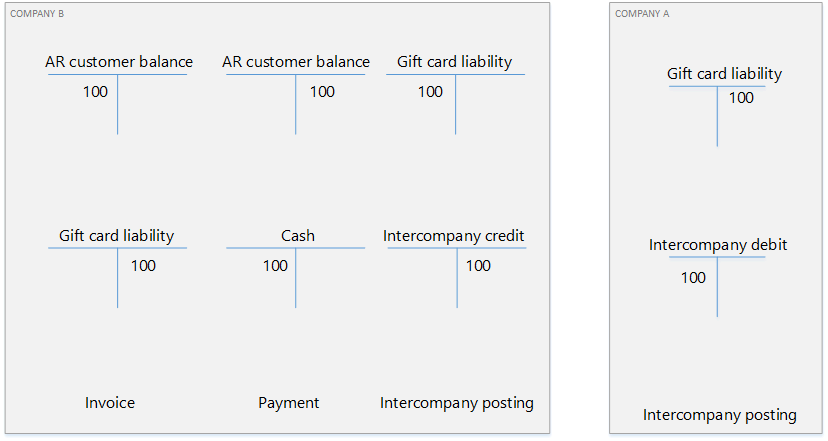 COMPANY B
AR customer balance
100
AR customer balance
100
Gift card liability
100
Gift card liability
100
Cash
100
Intercompany credit
100
Invoice
Payment
Intercompany posting
COMPANY A
Gift card liability
100
Intercompany debit
100
Intercompany posting